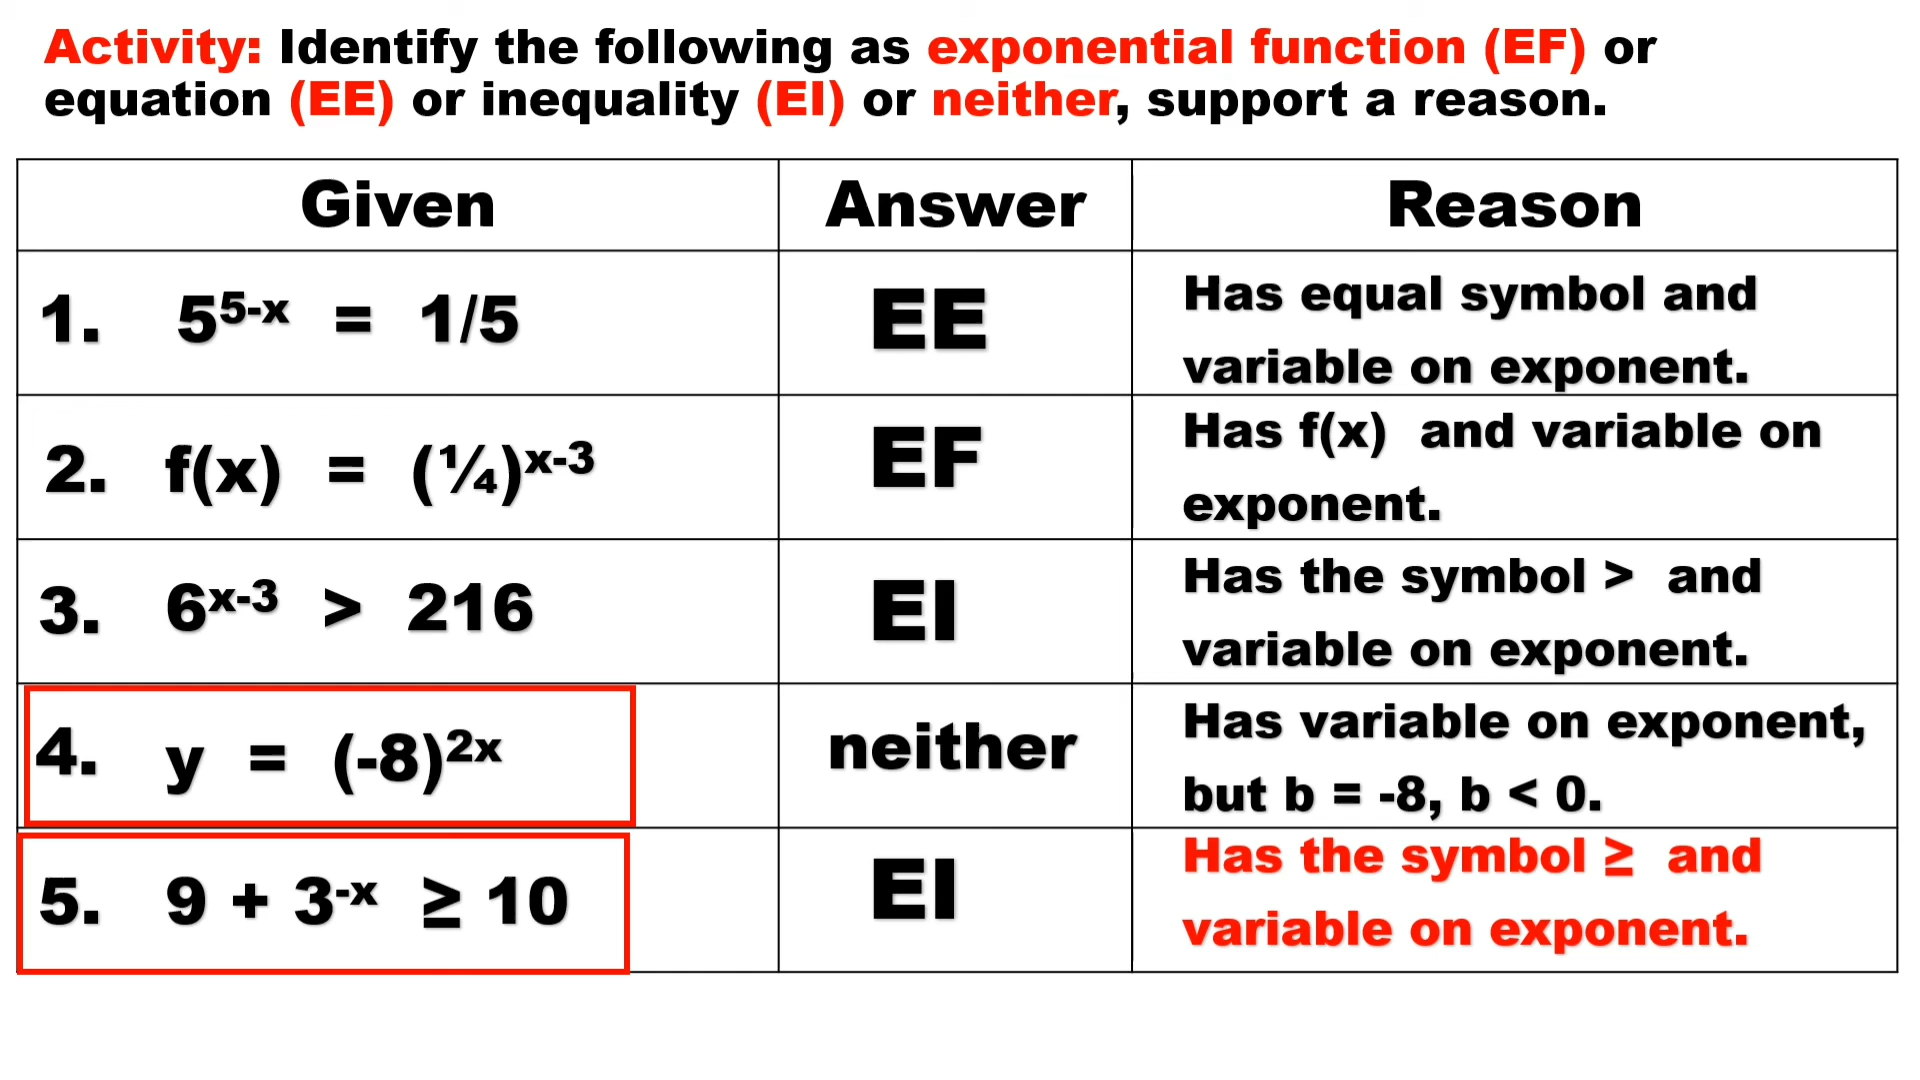 Activity: Identify the following as exponential function (EF) or
equation (EE) or inequality (EI) or neither, support a reason.
Given Answer Reason
1. 5⁵⁻ˣ = 1/5 EE Has equal symbol and
variable on exponent.
2. f(x) = (¼)ˣ⁻³ EF Has f(x) and variable on
exponent.
3. 6ˣ⁻³ > 216 EI Has the symbol > and
variable on exponent.
4. y = (-8)²ˣ neither Has variable on exponent,
but b = -8, b < 0.
5. 9 + 3⁻ˣ ≥ 10 EI Has the symbol ≥ and
variable on exponent.